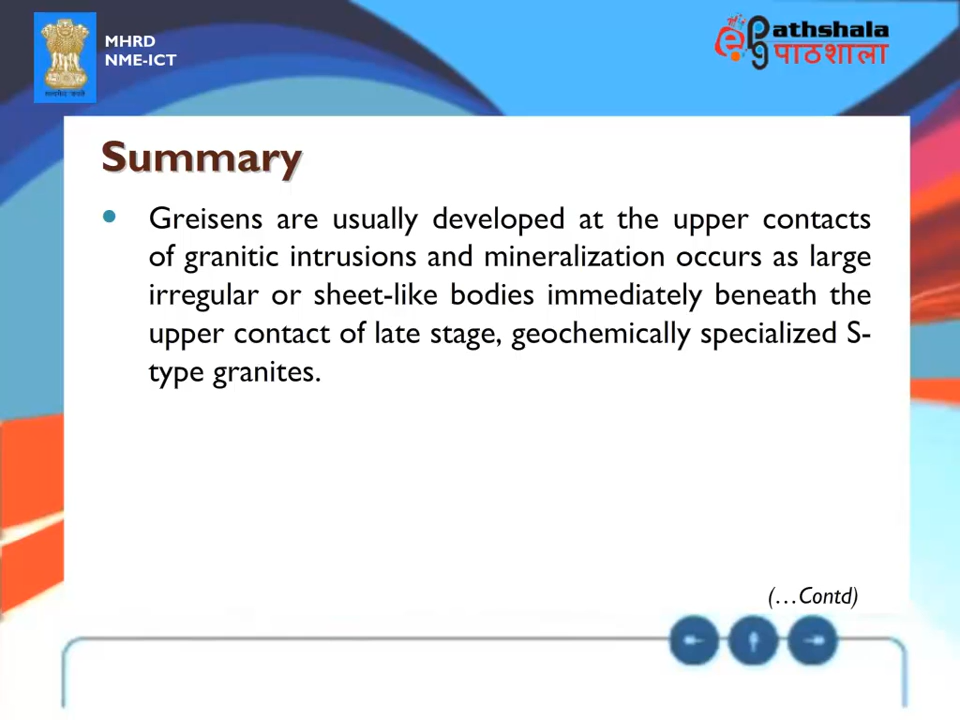 MHRD
NME-ICT
e Pathshala
पाठशाला
Summary
• Greisens are usually developed at the upper contacts
of granitic intrusions and mineralization occurs as large
irregular or sheet-like bodies immediately beneath the
upper contact of late stage, geochemically specialized S-
type granites.
(…Contd)